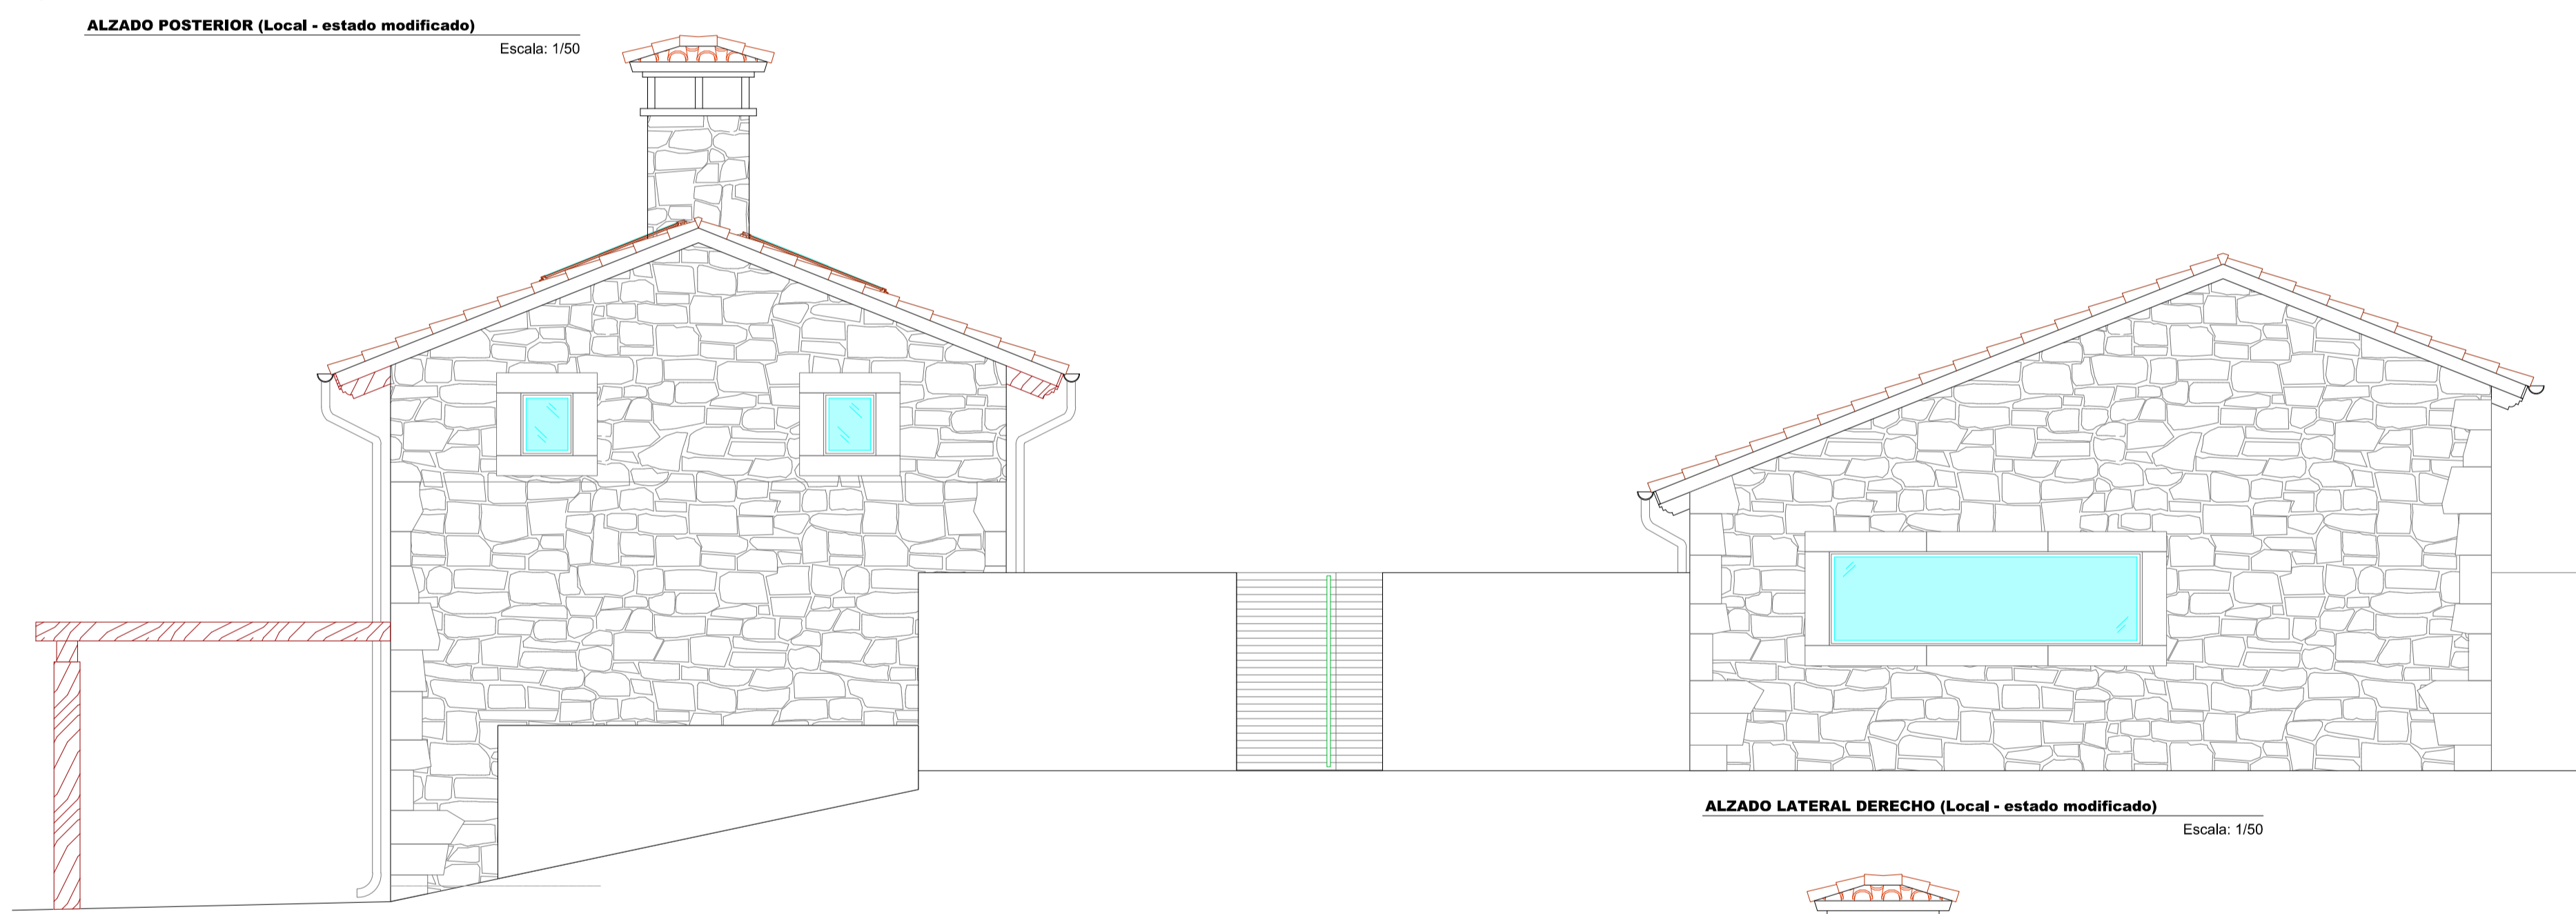 ALZADO POSTERIOR (Local - estado modificado)
Escala: 1/50
ALZADO LATERAL DERECHO (Local - estado modificado)
Escala: 1/50